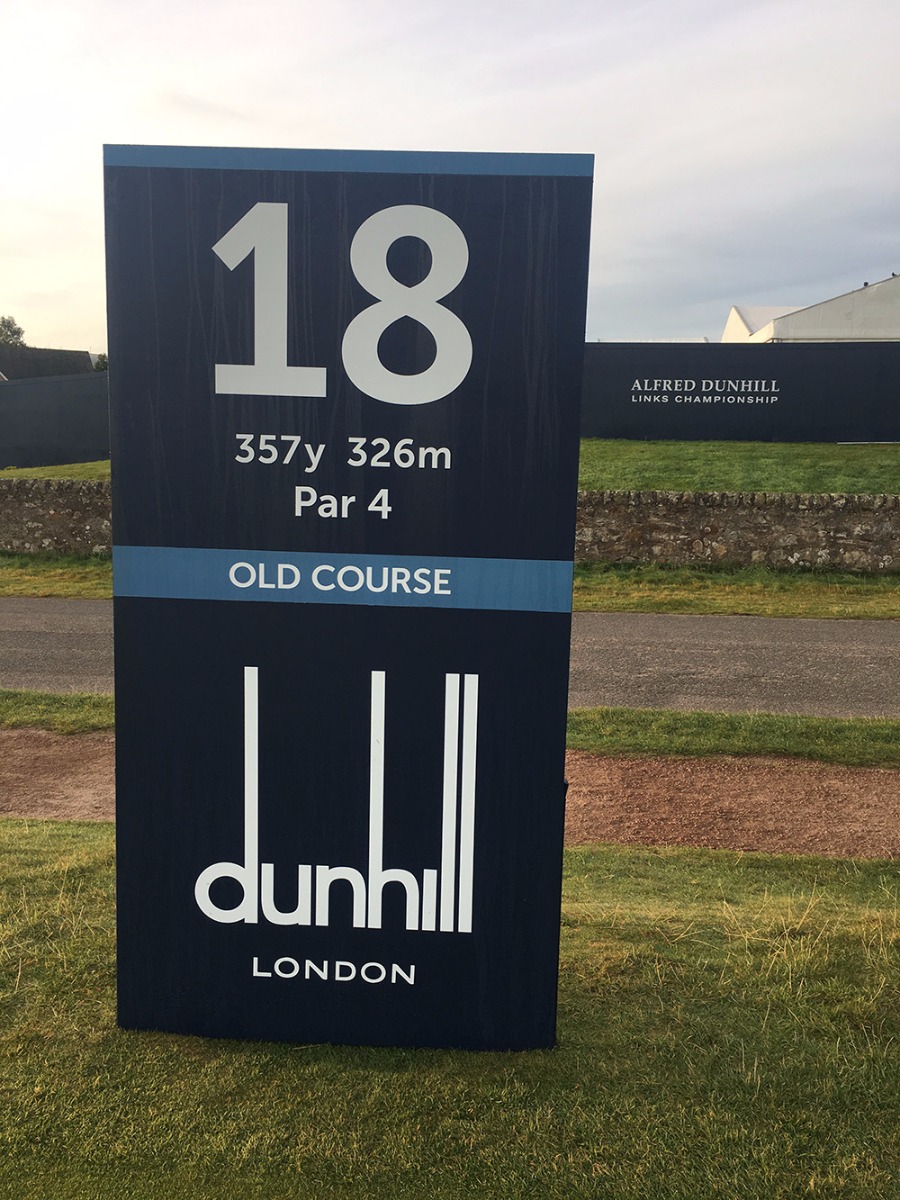 18
357y 326m
Par 4
OLD COURSE
dunhill
LONDON
ALFRED DUNHILL
LINKS CHAMPIONSHIP